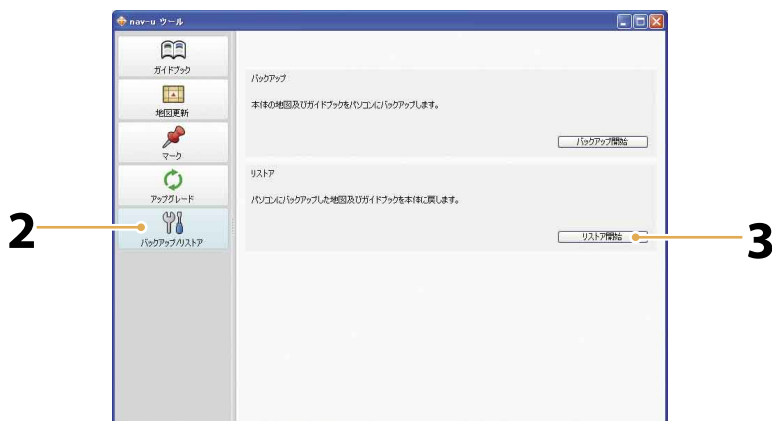 nav-u ツール
ガイドブック
地図更新
マーク
アップグレード
バックアップ/リストア
バックアップ
本体の地図及びガイドブックをパソコンにバックアップします。
バックアップ開始
リストア
パソコンにバックアップした地図及びガイドブックを本体に戻します。
リストア開始
2
3